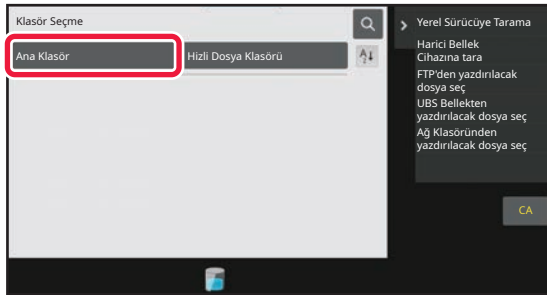 Klasör Seçme
Ana Klasör
Hizli Dosya Klasörü
Yerel Sürücüye Tarama
Harici Bellek
Cihazına tara
FTP'den yazdırılacak
dosya seç
UBS Bellekten
yazdırılacak dosya seç
Ağ Klasöründen
yazdırılacak dosya seç
CA